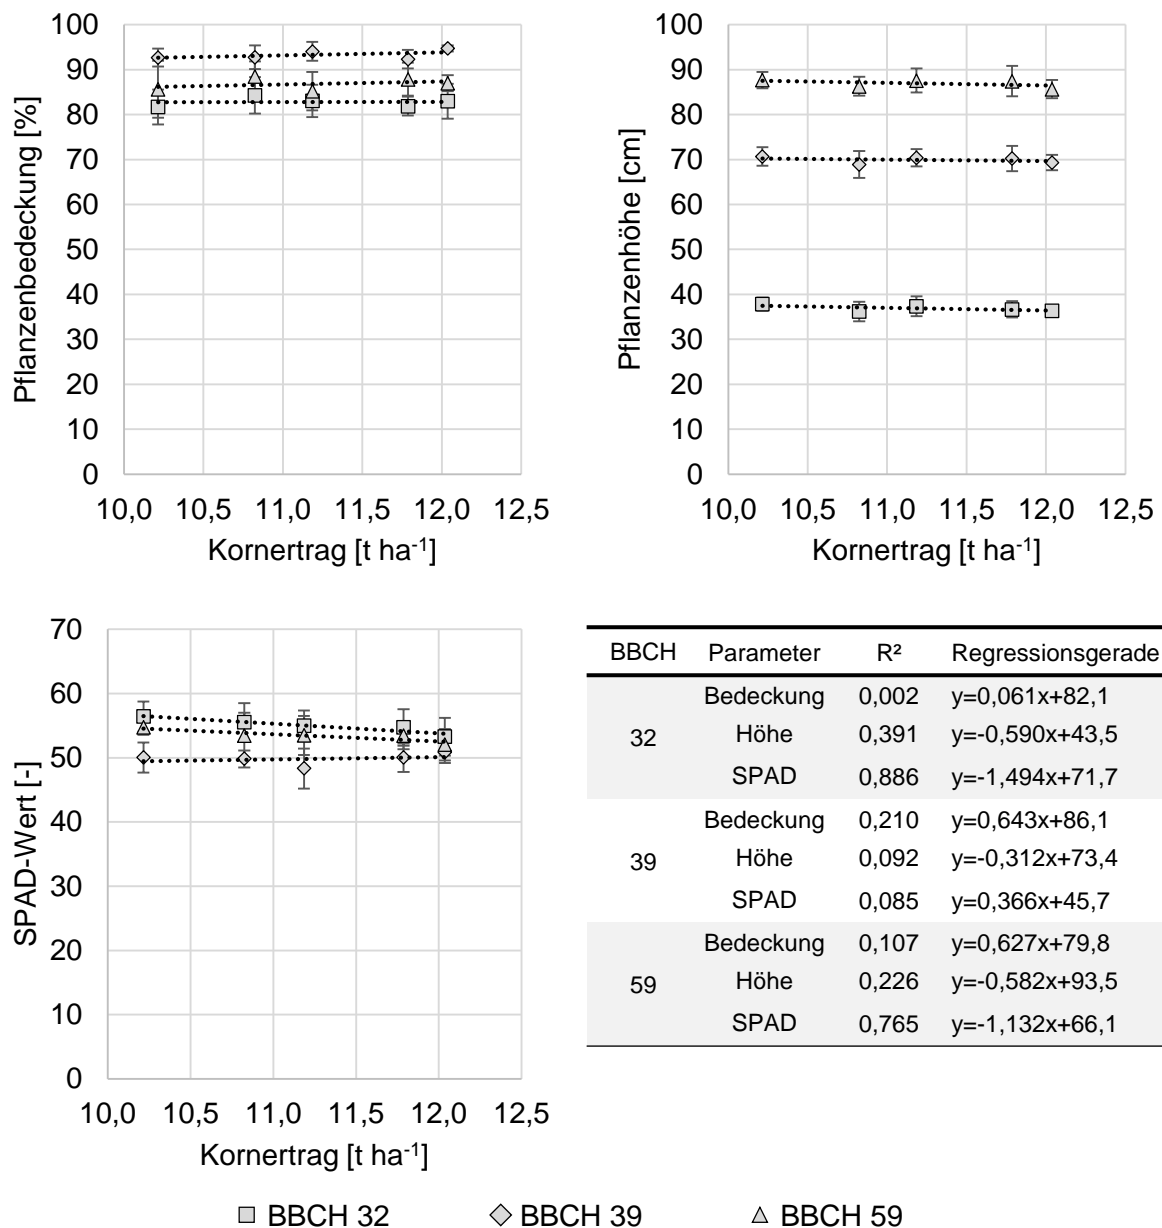 Pflanzenbedeckung [%]
100
90
80
70
60
50
40
30
20
10
0
10,0 10,5 11,0 11,5 12,0 12,5
Kornertrag [t ha⁻¹]
Pflanzenhöhe [cm]
100
90
80
70
60
50
40
30
20
10
0
10,0 10,5 11,0 11,5 12,0 12,5
Kornertrag [t ha⁻¹]
SPAD-Wert [-]
70
60
50
40
30
20
10
0
10,0 10,5 11,0 11,5 12,0 12,5
Kornertrag [t ha⁻¹]
BBCH Parameter R² Regressionsgerade
Bedeckung 0,002 y=0,061x+82,1
32 Höhe 0,391 y=-0,590x+43,5
SPAD 0,886 y=-1,494x+71,7
Bedeckung 0,210 y=0,643x+86,1
39 Höhe 0,092 y=-0,312x+73,4
SPAD 0,085 y=0,366x+45,7
Bedeckung 0,107 y=0,627x+79,8
59 Höhe 0,226 y=-0,582x+93,5
SPAD 0,765 y=-1,132x+66,1
BBCH 32 BBCH 39 BBCH 59